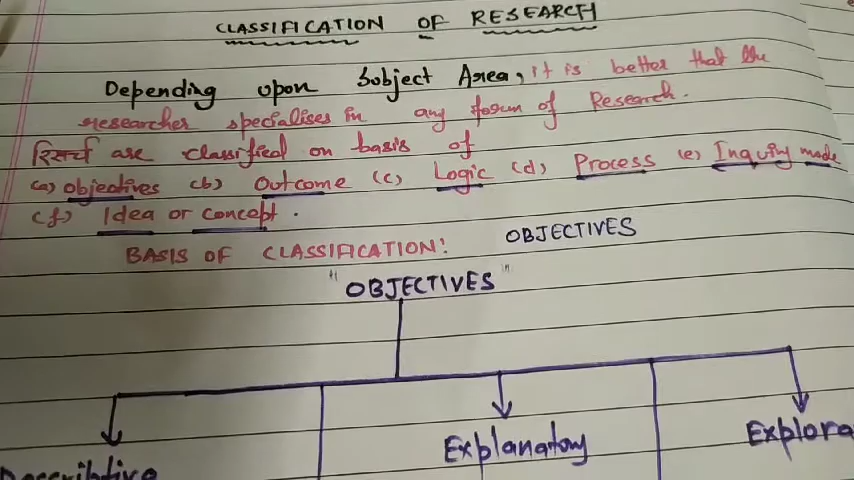 CLASSIFICATION OF RESEARCH
Depending upon Subject Area, it is better that the
researcher specialises in any form of Research.
रिसर्च are classified on basis of
(a) objectives (b) Outcome (c) Logic (d) Process (e) Inquiry mode
(f) Idea or concept.
BASIS OF CLASSIFICATION: OBJECTIVES
"OBJECTIVES"
Descriptive Explanatory Explora